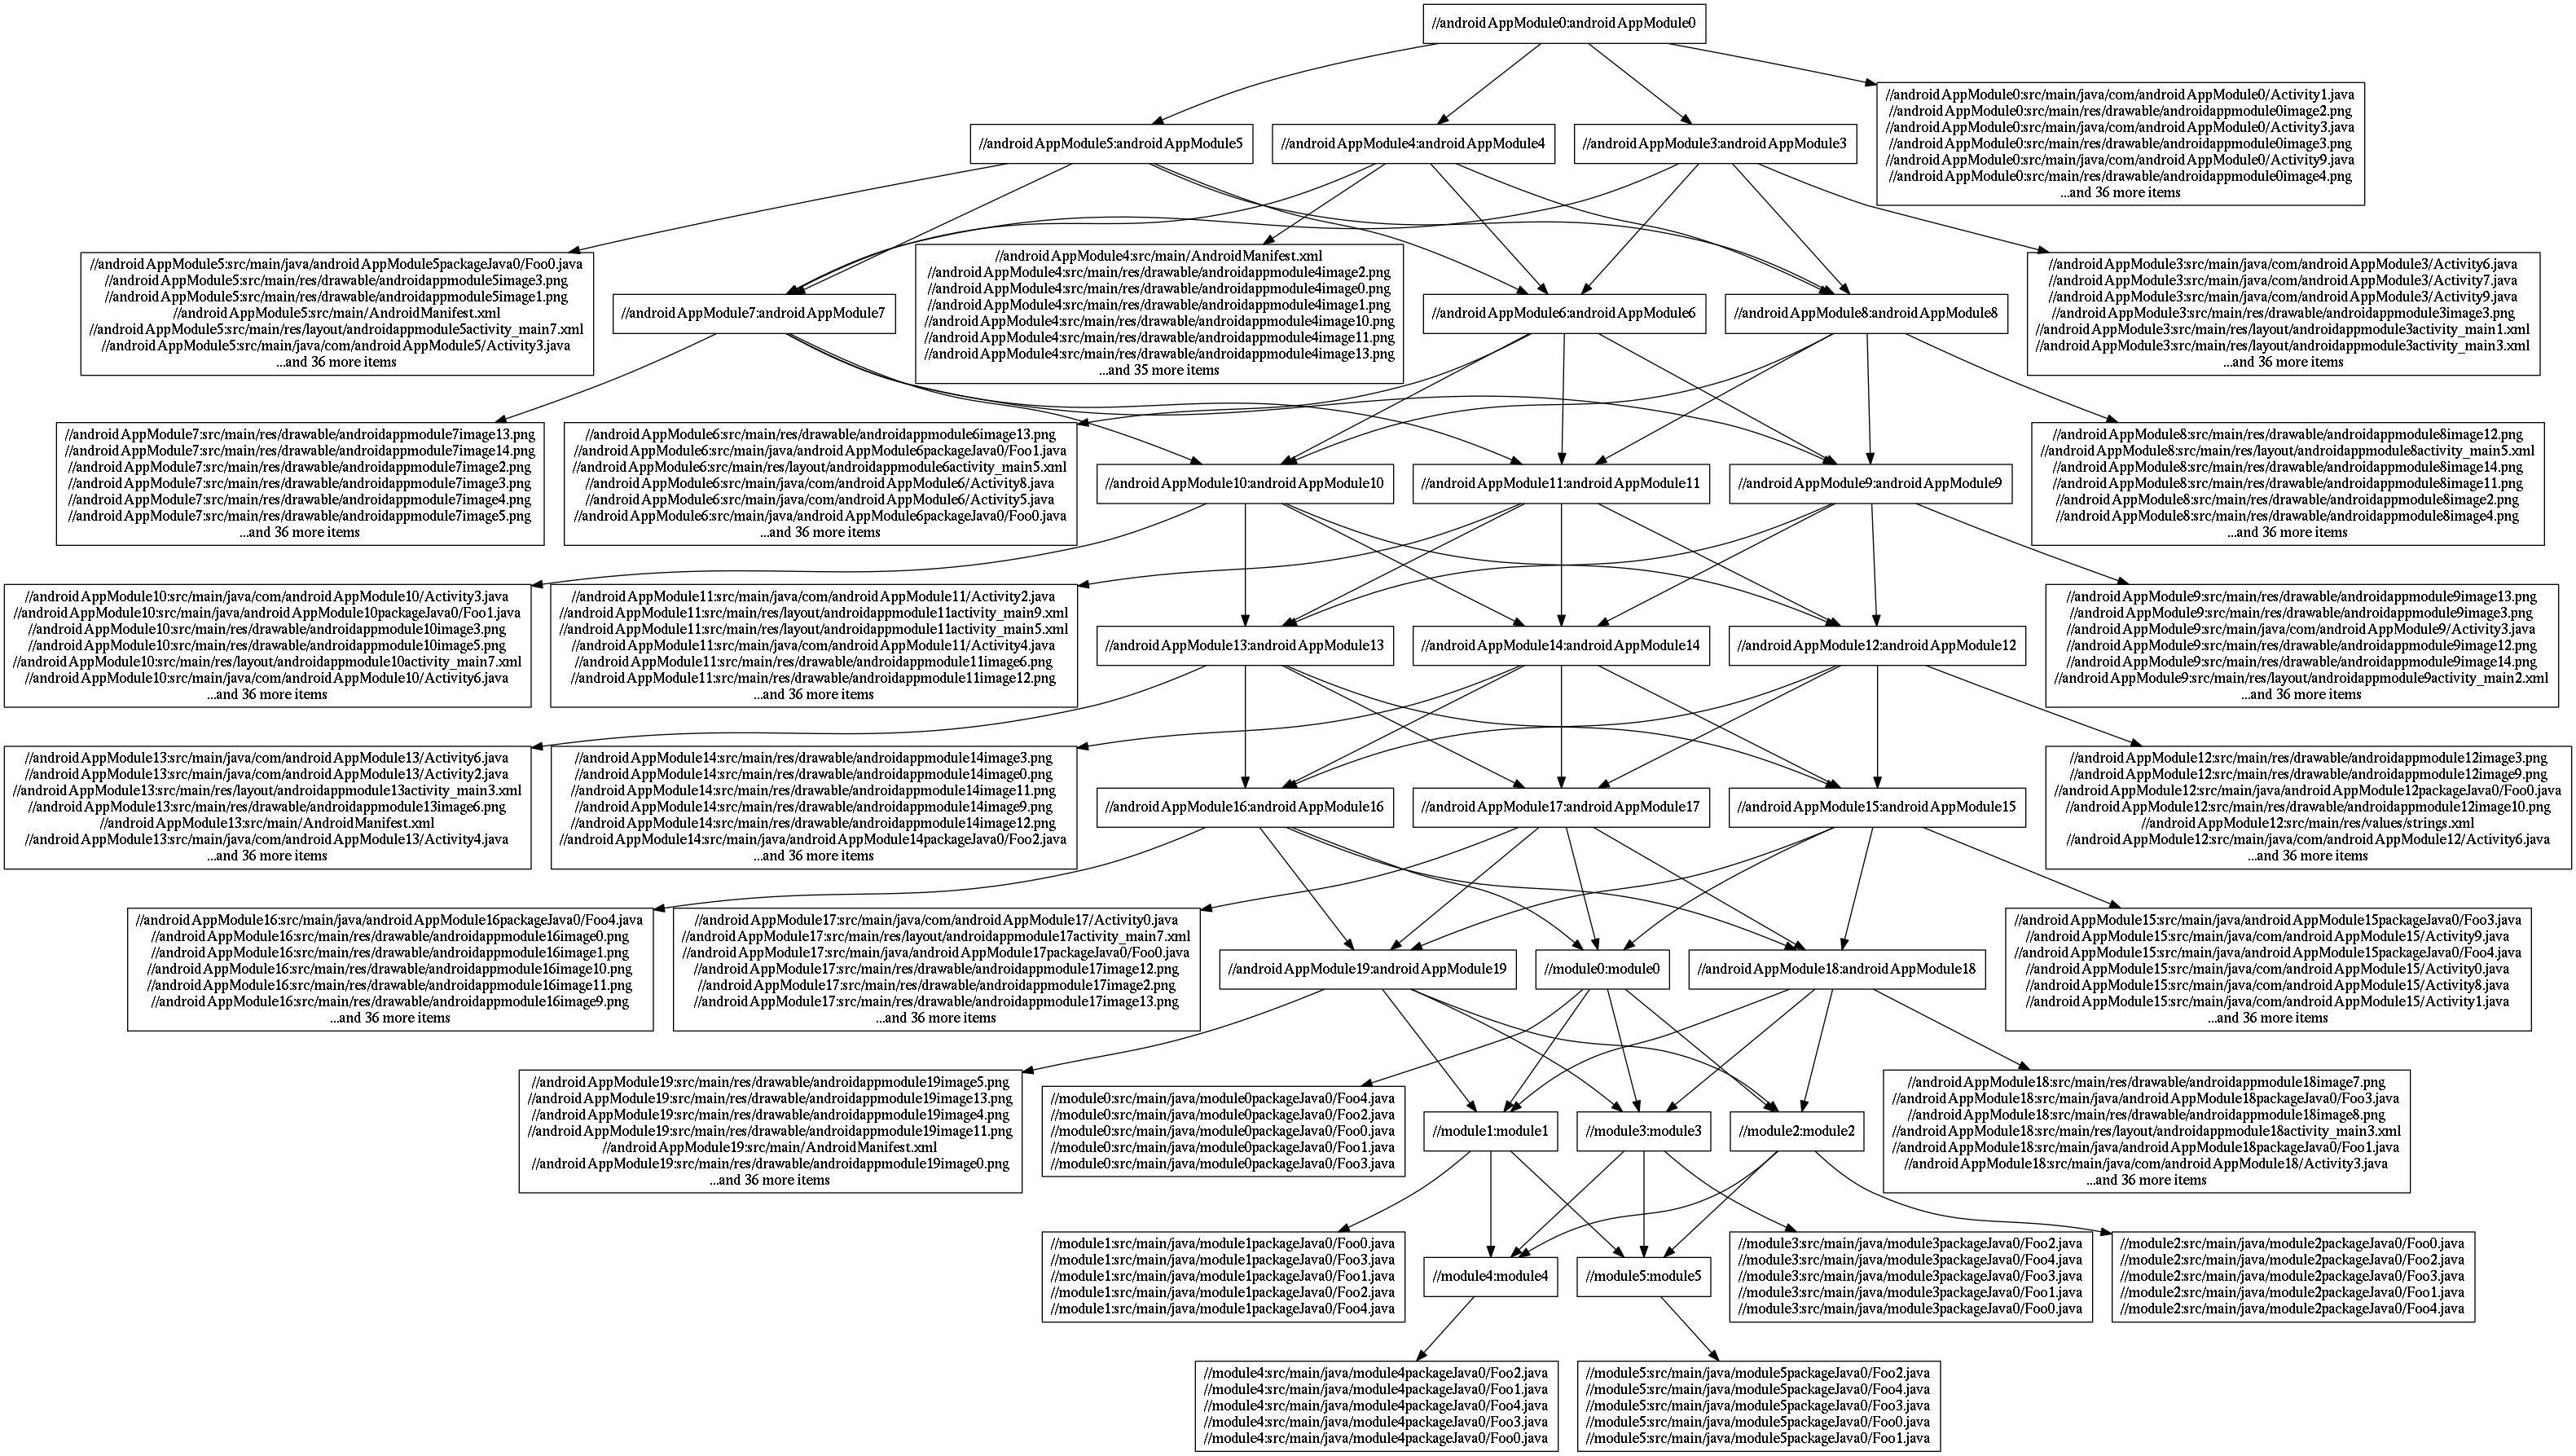 //androidAppModule0:androidAppModule0
//androidAppModule0:src/main/java/com/androidAppModule0/Activity1.java
//androidAppModule0:src/main/res/drawable/androidappmodule0image2.png
//androidAppModule0:src/main/java/com/androidAppModule0/Activity3.java
//androidAppModule0:src/main/res/drawable/androidappmodule0image3.png
//androidAppModule0:src/main/java/com/androidAppModule0/Activity9.java
//androidAppModule0:src/main/res/drawable/androidappmodule0image4.png
...and 36 more items
//androidAppModule5:androidAppModule5
//androidAppModule4:androidAppModule4
//androidAppModule3:androidAppModule3
//androidAppModule5:src/main/java/androidAppModule5packageJava0/Foo0.java
//androidAppModule5:src/main/res/drawable/androidappmodule5image3.png
//androidAppModule5:src/main/res/drawable/androidappmodule5image1.png
//androidAppModule5:src/main/AndroidManifest.xml
//androidAppModule5:src/main/res/layout/androidappmodule5activity_main7.xml
//androidAppModule5:src/main/java/com/androidAppModule5/Activity3.java
...and 36 more items
//androidAppModule7:androidAppModule7
//androidAppModule4:src/main/AndroidManifest.xml
//androidAppModule4:src/main/res/drawable/androidappmodule4image2.png
//androidAppModule4:src/main/res/drawable/androidappmodule4image0.png
//androidAppModule4:src/main/res/drawable/androidappmodule4image1.png
//androidAppModule4:src/main/res/drawable/androidappmodule4image10.png
//androidAppModule4:src/main/res/drawable/androidappmodule4image11.png
//androidAppModule4:src/main/res/drawable/androidappmodule4image13.png
...and 35 more items
//androidAppModule6:androidAppModule6
//androidAppModule8:androidAppModule8
//androidAppModule3:src/main/java/com/androidAppModule3/Activity6.java
//androidAppModule3:src/main/java/com/androidAppModule3/Activity7.java
//androidAppModule3:src/main/java/com/androidAppModule3/Activity9.java
//androidAppModule3:src/main/res/drawable/androidappmodule3image3.png
//androidAppModule3:src/main/res/layout/androidappmodule3activity_main1.xml
//androidAppModule3:src/main/res/layout/androidappmodule3activity_main3.xml
...and 36 more items
//androidAppModule7:src/main/res/drawable/androidappmodule7image13.png
//androidAppModule7:src/main/res/drawable/androidappmodule7image14.png
//androidAppModule7:src/main/res/drawable/androidappmodule7image2.png
//androidAppModule7:src/main/res/drawable/androidappmodule7image3.png
//androidAppModule7:src/main/res/drawable/androidappmodule7image4.png
//androidAppModule7:src/main/res/drawable/androidappmodule7image5.png
...and 36 more items
//androidAppModule6:src/main/res/drawable/androidappmodule6image13.png
//androidAppModule6:src/main/java/androidAppModule6packageJava0/Foo1.java
//androidAppModule6:src/main/res/layout/androidappmodule6activity_main5.xml
//androidAppModule6:src/main/java/com/androidAppModule6/Activity8.java
//androidAppModule6:src/main/java/com/androidAppModule6/Activity5.java
//androidAppModule6:src/main/java/androidAppModule6packageJava0/Foo0.java
...and 36 more items
//androidAppModule10:androidAppModule10
//androidAppModule11:androidAppModule11
//androidAppModule9:androidAppModule9
//androidAppModule8:src/main/res/drawable/androidappmodule8image12.png
//androidAppModule8:src/main/res/layout/androidappmodule8activity_main5.xml
//androidAppModule8:src/main/res/drawable/androidappmodule8image14.png
//androidAppModule8:src/main/res/drawable/androidappmodule8image11.png
//androidAppModule8:src/main/res/drawable/androidappmodule8image2.png
//androidAppModule8:src/main/res/drawable/androidappmodule8image4.png
...and 36 more items
//androidAppModule10:src/main/java/com/androidAppModule10/Activity3.java
//androidAppModule10:src/main/java/androidAppModule10packageJava0/Foo1.java
//androidAppModule10:src/main/res/drawable/androidappmodule10image3.png
//androidAppModule10:src/main/res/drawable/androidappmodule10image5.png
//androidAppModule10:src/main/res/layout/androidappmodule10activity_main7.xml
//androidAppModule10:src/main/java/com/androidAppModule10/Activity6.java
...and 36 more items
//androidAppModule11:src/main/java/com/androidAppModule11/Activity2.java
//androidAppModule11:src/main/res/layout/androidappmodule11activity_main9.xml
//androidAppModule11:src/main/res/layout/androidappmodule11activity_main5.xml
//androidAppModule11:src/main/java/com/androidAppModule11/Activity4.java
//androidAppModule11:src/main/res/drawable/androidappmodule11image6.png
//androidAppModule11:src/main/res/drawable/androidappmodule11image12.png
...and 36 more items
//androidAppModule13:androidAppModule13
//androidAppModule14:androidAppModule14
//androidAppModule12:androidAppModule12
//androidAppModule9:src/main/res/drawable/androidappmodule9image13.png
//androidAppModule9:src/main/res/drawable/androidappmodule9image3.png
//androidAppModule9:src/main/java/com/androidAppModule9/Activity3.java
//androidAppModule9:src/main/res/drawable/androidappmodule9image12.png
//androidAppModule9:src/main/res/drawable/androidappmodule9image14.png
//androidAppModule9:src/main/res/layout/androidappmodule9activity_main2.xml
...and 36 more items
//androidAppModule13:src/main/java/com/androidAppModule13/Activity6.java
//androidAppModule13:src/main/java/com/androidAppModule13/Activity2.java
//androidAppModule13:src/main/res/layout/androidappmodule13activity_main3.xml
//androidAppModule13:src/main/res/drawable/androidappmodule13image6.png
//androidAppModule13:src/main/AndroidManifest.xml
//androidAppModule13:src/main/java/com/androidAppModule13/Activity4.java
...and 36 more items
//androidAppModule14:src/main/res/drawable/androidappmodule14image3.png
//androidAppModule14:src/main/res/drawable/androidappmodule14image0.png
//androidAppModule14:src/main/res/drawable/androidappmodule14image11.png
//androidAppModule14:src/main/res/drawable/androidappmodule14image9.png
//androidAppModule14:src/main/res/drawable/androidappmodule14image12.png
//androidAppModule14:src/main/java/androidAppModule14packageJava0/Foo2.java
...and 36 more items
//androidAppModule16:androidAppModule16
//androidAppModule17:androidAppModule17
//androidAppModule15:androidAppModule15
//androidAppModule12:src/main/res/drawable/androidappmodule12image3.png
//androidAppModule12:src/main/res/drawable/androidappmodule12image9.png
//androidAppModule12:src/main/java/androidAppModule12packageJava0/Foo0.java
//androidAppModule12:src/main/res/drawable/androidappmodule12image10.png
//androidAppModule12:src/main/res/values/strings.xml
//androidAppModule12:src/main/java/com/androidAppModule12/Activity6.java
...and 36 more items
//androidAppModule16:src/main/java/androidAppModule16packageJava0/Foo4.java
//androidAppModule16:src/main/res/drawable/androidappmodule16image0.png
//androidAppModule16:src/main/res/drawable/androidappmodule16image1.png
//androidAppModule16:src/main/res/drawable/androidappmodule16image10.png
//androidAppModule16:src/main/res/drawable/androidappmodule16image11.png
//androidAppModule16:src/main/res/drawable/androidappmodule16image9.png
...and 36 more items
//androidAppModule17:src/main/java/com/androidAppModule17/Activity0.java
//androidAppModule17:src/main/res/layout/androidappmodule17activity_main7.xml
//androidAppModule17:src/main/java/androidAppModule17packageJava0/Foo0.java
//androidAppModule17:src/main/res/drawable/androidappmodule17image12.png
//androidAppModule17:src/main/res/drawable/androidappmodule17image2.png
//androidAppModule17:src/main/res/drawable/androidappmodule17image13.png
...and 36 more items
//androidAppModule19:androidAppModule19
//module0:module0
//androidAppModule18:androidAppModule18
//androidAppModule15:src/main/java/androidAppModule15packageJava0/Foo3.java
//androidAppModule15:src/main/java/com/androidAppModule15/Activity9.java
//androidAppModule15:src/main/java/androidAppModule15packageJava0/Foo4.java
//androidAppModule15:src/main/java/com/androidAppModule15/Activity0.java
//androidAppModule15:src/main/java/com/androidAppModule15/Activity8.java
//androidAppModule15:src/main/java/com/androidAppModule15/Activity1.java
...and 36 more items
//androidAppModule19:src/main/res/drawable/androidappmodule19image5.png
//androidAppModule19:src/main/res/drawable/androidappmodule19image13.png
//androidAppModule19:src/main/res/drawable/androidappmodule19image4.png
//androidAppModule19:src/main/res/drawable/androidappmodule19image11.png
//androidAppModule19:src/main/AndroidManifest.xml
//androidAppModule19:src/main/res/drawable/androidappmodule19image0.png
...and 36 more items
//module0:src/main/java/module0packageJava0/Foo4.java
//module0:src/main/java/module0packageJava0/Foo2.java
//module0:src/main/java/module0packageJava0/Foo0.java
//module0:src/main/java/module0packageJava0/Foo1.java
//module0:src/main/java/module0packageJava0/Foo3.java
//module1:module1
//module3:module3
//module2:module2
//androidAppModule18:src/main/res/drawable/androidappmodule18image7.png
//androidAppModule18:src/main/java/androidAppModule18packageJava0/Foo3.java
//androidAppModule18:src/main/res/drawable/androidappmodule18image8.png
//androidAppModule18:src/main/res/layout/androidappmodule18activity_main3.xml
//androidAppModule18:src/main/java/androidAppModule18packageJava0/Foo1.java
//androidAppModule18:src/main/java/com/androidAppModule18/Activity3.java
...and 36 more items
//module1:src/main/java/module1packageJava0/Foo0.java
//module1:src/main/java/module1packageJava0/Foo3.java
//module1:src/main/java/module1packageJava0/Foo1.java
//module1:src/main/java/module1packageJava0/Foo2.java
//module1:src/main/java/module1packageJava0/Foo4.java
//module4:module4
//module5:module5
//module3:src/main/java/module3packageJava0/Foo2.java
//module3:src/main/java/module3packageJava0/Foo4.java
//module3:src/main/java/module3packageJava0/Foo3.java
//module3:src/main/java/module3packageJava0/Foo1.java
//module3:src/main/java/module3packageJava0/Foo0.java
//module2:src/main/java/module2packageJava0/Foo0.java
//module2:src/main/java/module2packageJava0/Foo2.java
//module2:src/main/java/module2packageJava0/Foo3.java
//module2:src/main/java/module2packageJava0/Foo1.java
//module2:src/main/java/module2packageJava0/Foo4.java
//module4:src/main/java/module4packageJava0/Foo2.java
//module4:src/main/java/module4packageJava0/Foo1.java
//module4:src/main/java/module4packageJava0/Foo4.java
//module4:src/main/java/module4packageJava0/Foo3.java
//module4:src/main/java/module4packageJava0/Foo0.java
//module5:src/main/java/module5packageJava0/Foo2.java
//module5:src/main/java/module5packageJava0/Foo4.java
//module5:src/main/java/module5packageJava0/Foo3.java
//module5:src/main/java/module5packageJava0/Foo0.java
//module5:src/main/java/module5packageJava0/Foo1.java